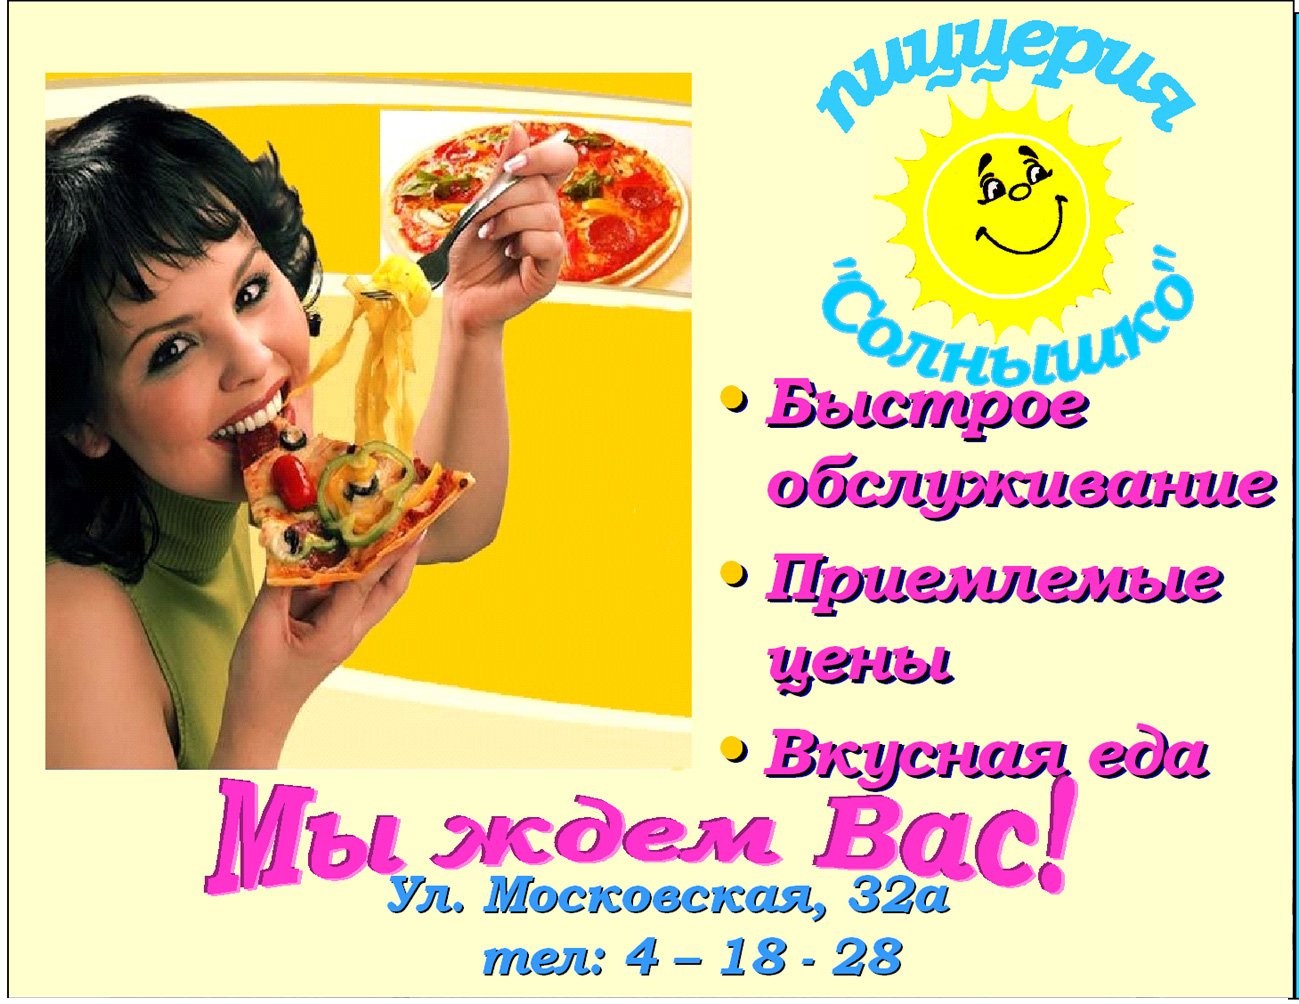 пиццерия
"Солнышко"
• Быстрое
обслуживание
• Приемлемые
цены
• Вкусная еда
Мы ждем Вас!
Ул. Московская, 32а
тел: 4 – 18 - 28